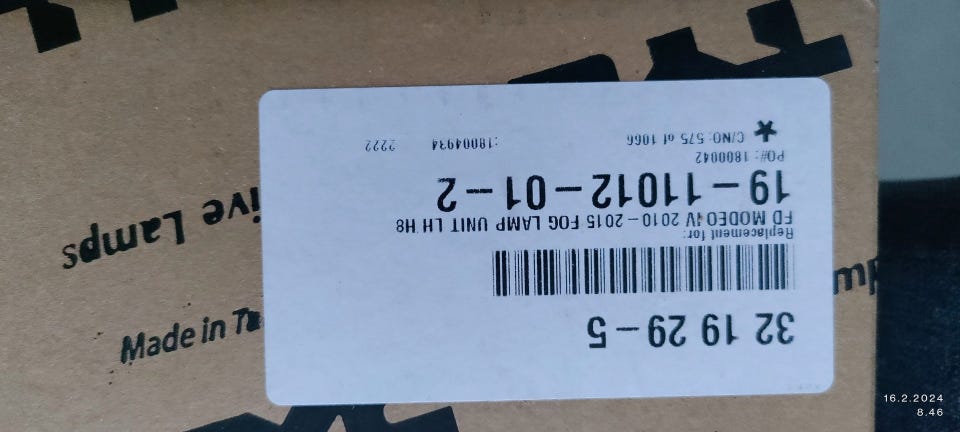 32 19 29-5
Replacement for:
FD MODEO IV 2010-2015 FOG LAMP UNIT LH H8
19-11012-01-2
PO#: 1800042
C/NO: 575 of 1066 :18004934 2222
ive Lamps
Made in Ta
16.2.2024
8.46